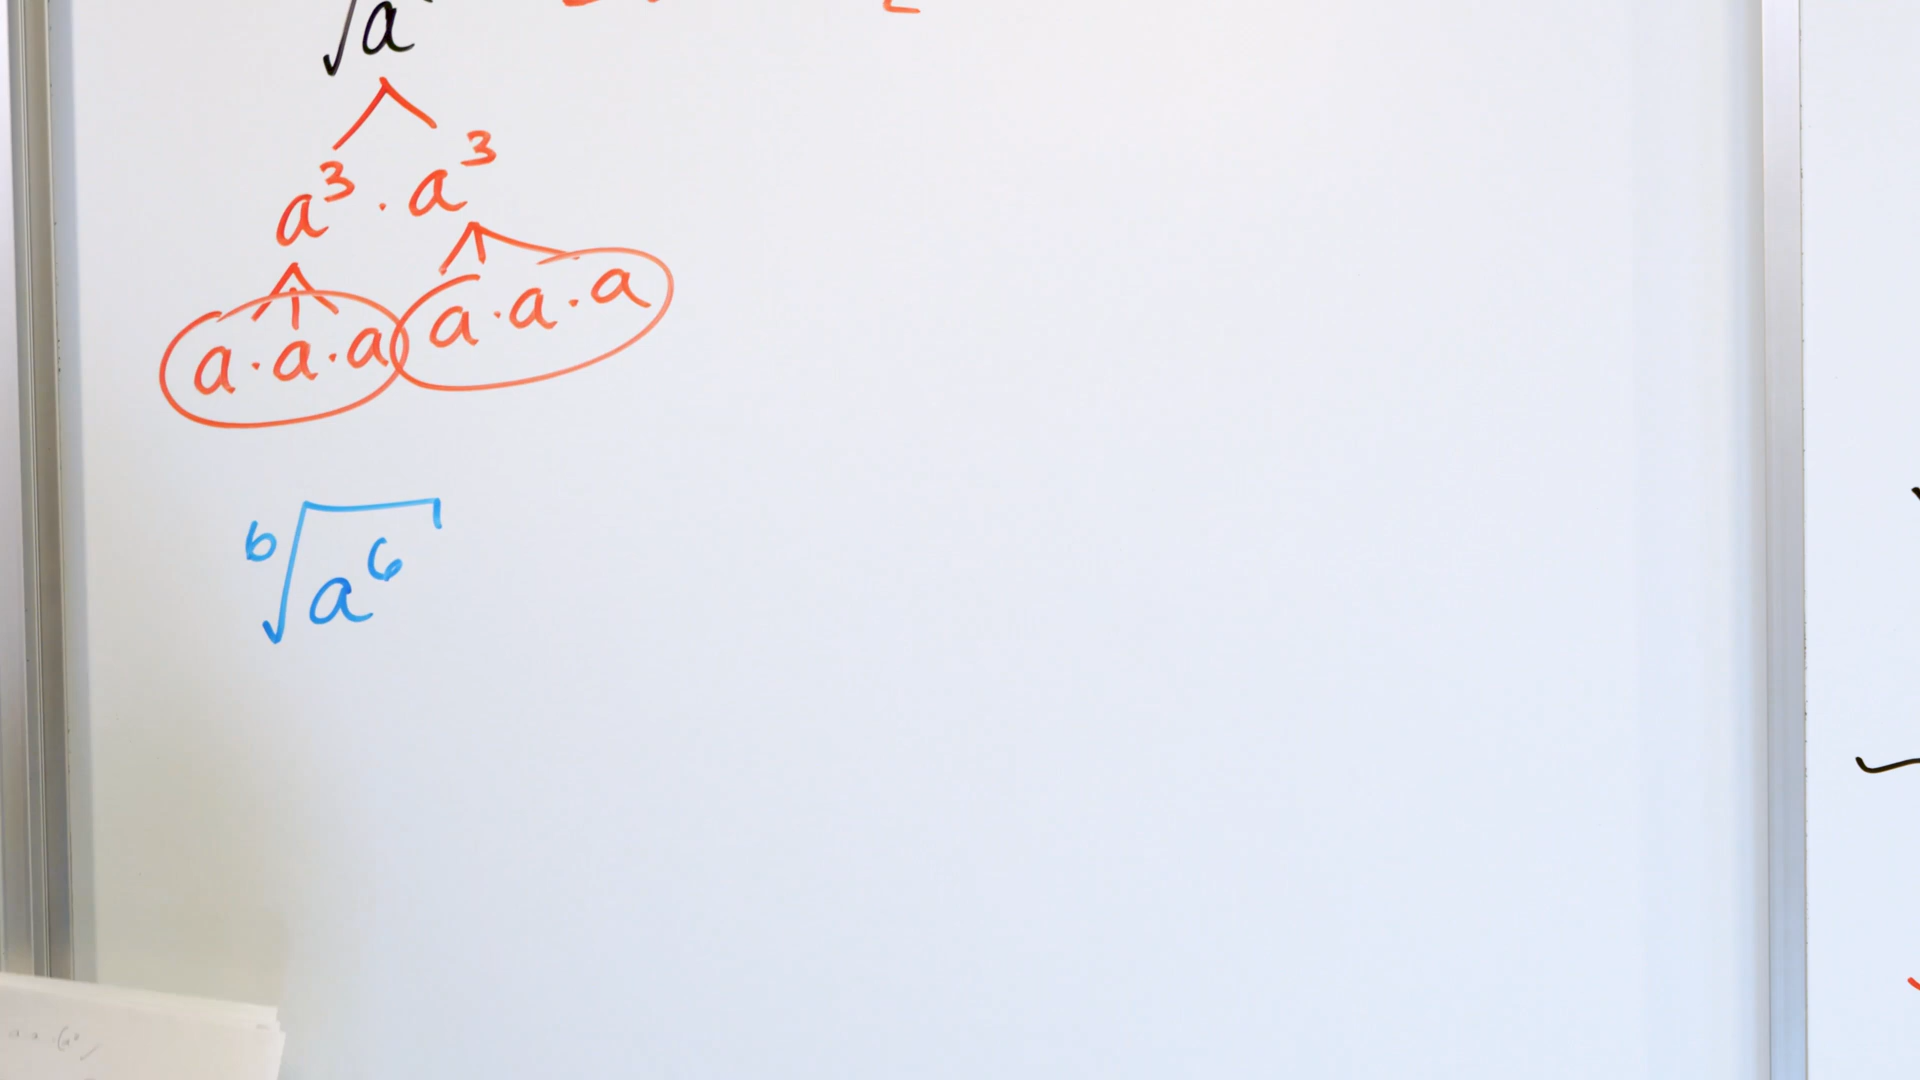 √a
a³ · a³
a·a·a a·a·a
⁶√a⁶